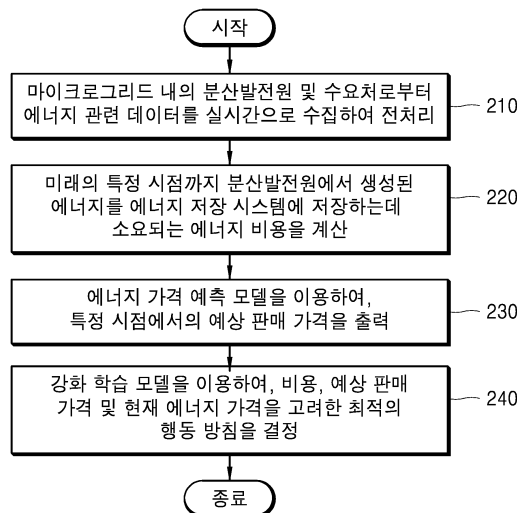 시작
마이크로그리드 내의 분산발전원 및 수요처로부터
에너지 관련 데이터를 실시간으로 수집하여 전처리
210
미래의 특정 시점까지 분산발전원에서 생성된
에너지를 에너지 저장 시스템에 저장하는데
소요되는 에너지 비용을 계산
220
에너지 가격 예측 모델을 이용하여,
특정 시점에서의 예상 판매 가격을 출력
230
강화 학습 모델을 이용하여, 비용, 예상 판매
가격 및 현재 에너지 가격을 고려한 최적의
행동 방침을 결정
240
종료